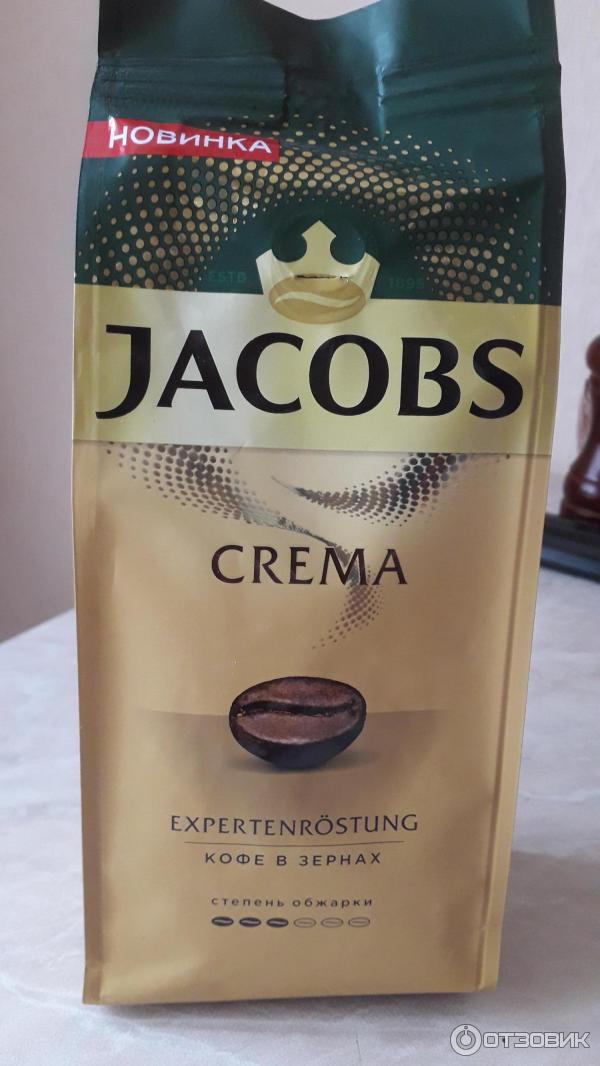 НОВИНКА
ESTD 1895
JACOBS
CREMA
EXPERTENRÖSTUNG
КОФЕ В ЗЕРНАХ
степень обжарки
ОТЗОВИК